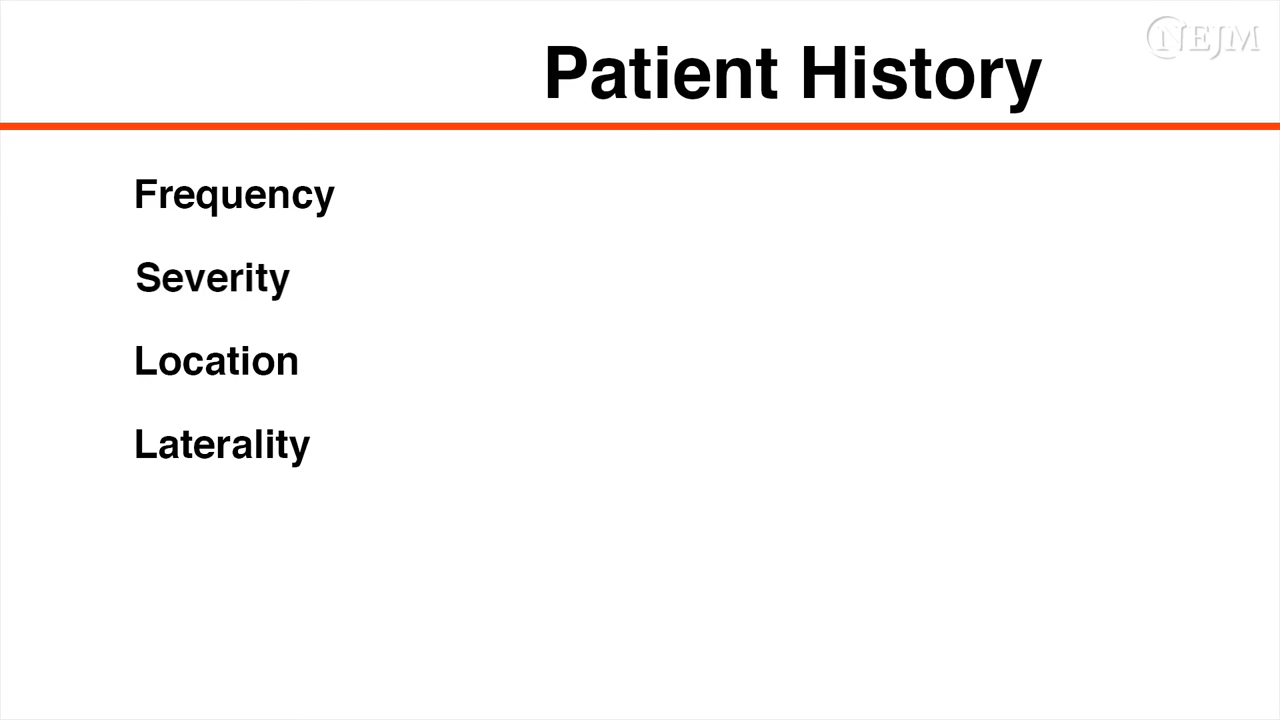 NEJM
Patient History
Frequency
Severity
Location
Laterality